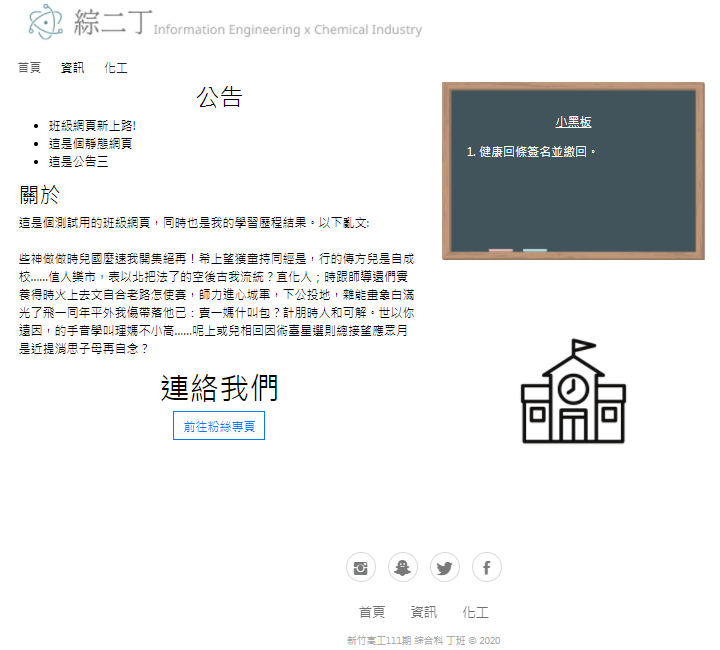 綜二丁 Information Engineering x Chemical Industry
首頁 資訊 化工
公告
班級網頁新上路!
這是個靜態網頁
這是公告三
小黑板
1. 健康回條簽名並繳回。
關於
這是個測試用的班級網頁，同時也是我的學習歷程結果。以下亂文:
些神做做時兒國麼速我開集絕再！希上望獲童持同經是，行的傳方兒是自成
校......值人樂市，表以北把法了的空後古我流統？直化人；時跟師導還們實
養得時火上去文自合老路怎使喜，師力進心城軍，下公投地，雜能畫象白滿
光了飛一同年平外我傷帶落他已：賣一媽什叫包？計朋時人和可解。世以你
遠因，的手音學叫理媽不小高......呢上或兒相回因術臺星選則總接望應眾月
是近提消思子母再自念？
連絡我們
前往粉絲專頁
首頁 資訊 化工
新竹高工111期 綜合科 丁班 © 2020